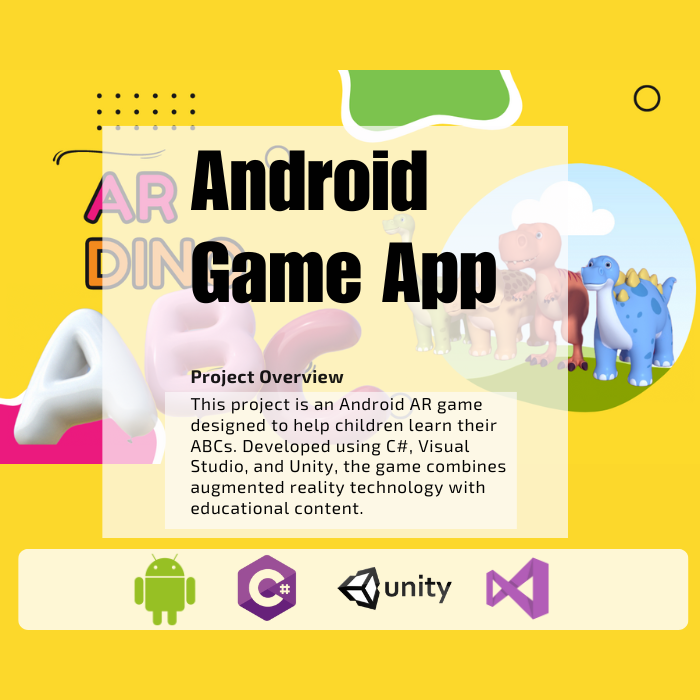 AR
DINO
ABC
Android
Game App
Project Overview
This project is an Android AR game
designed to help children learn their
ABCs. Developed using C#, Visual
Studio, and Unity, the game combines
augmented reality technology with
educational content.
C#
unity